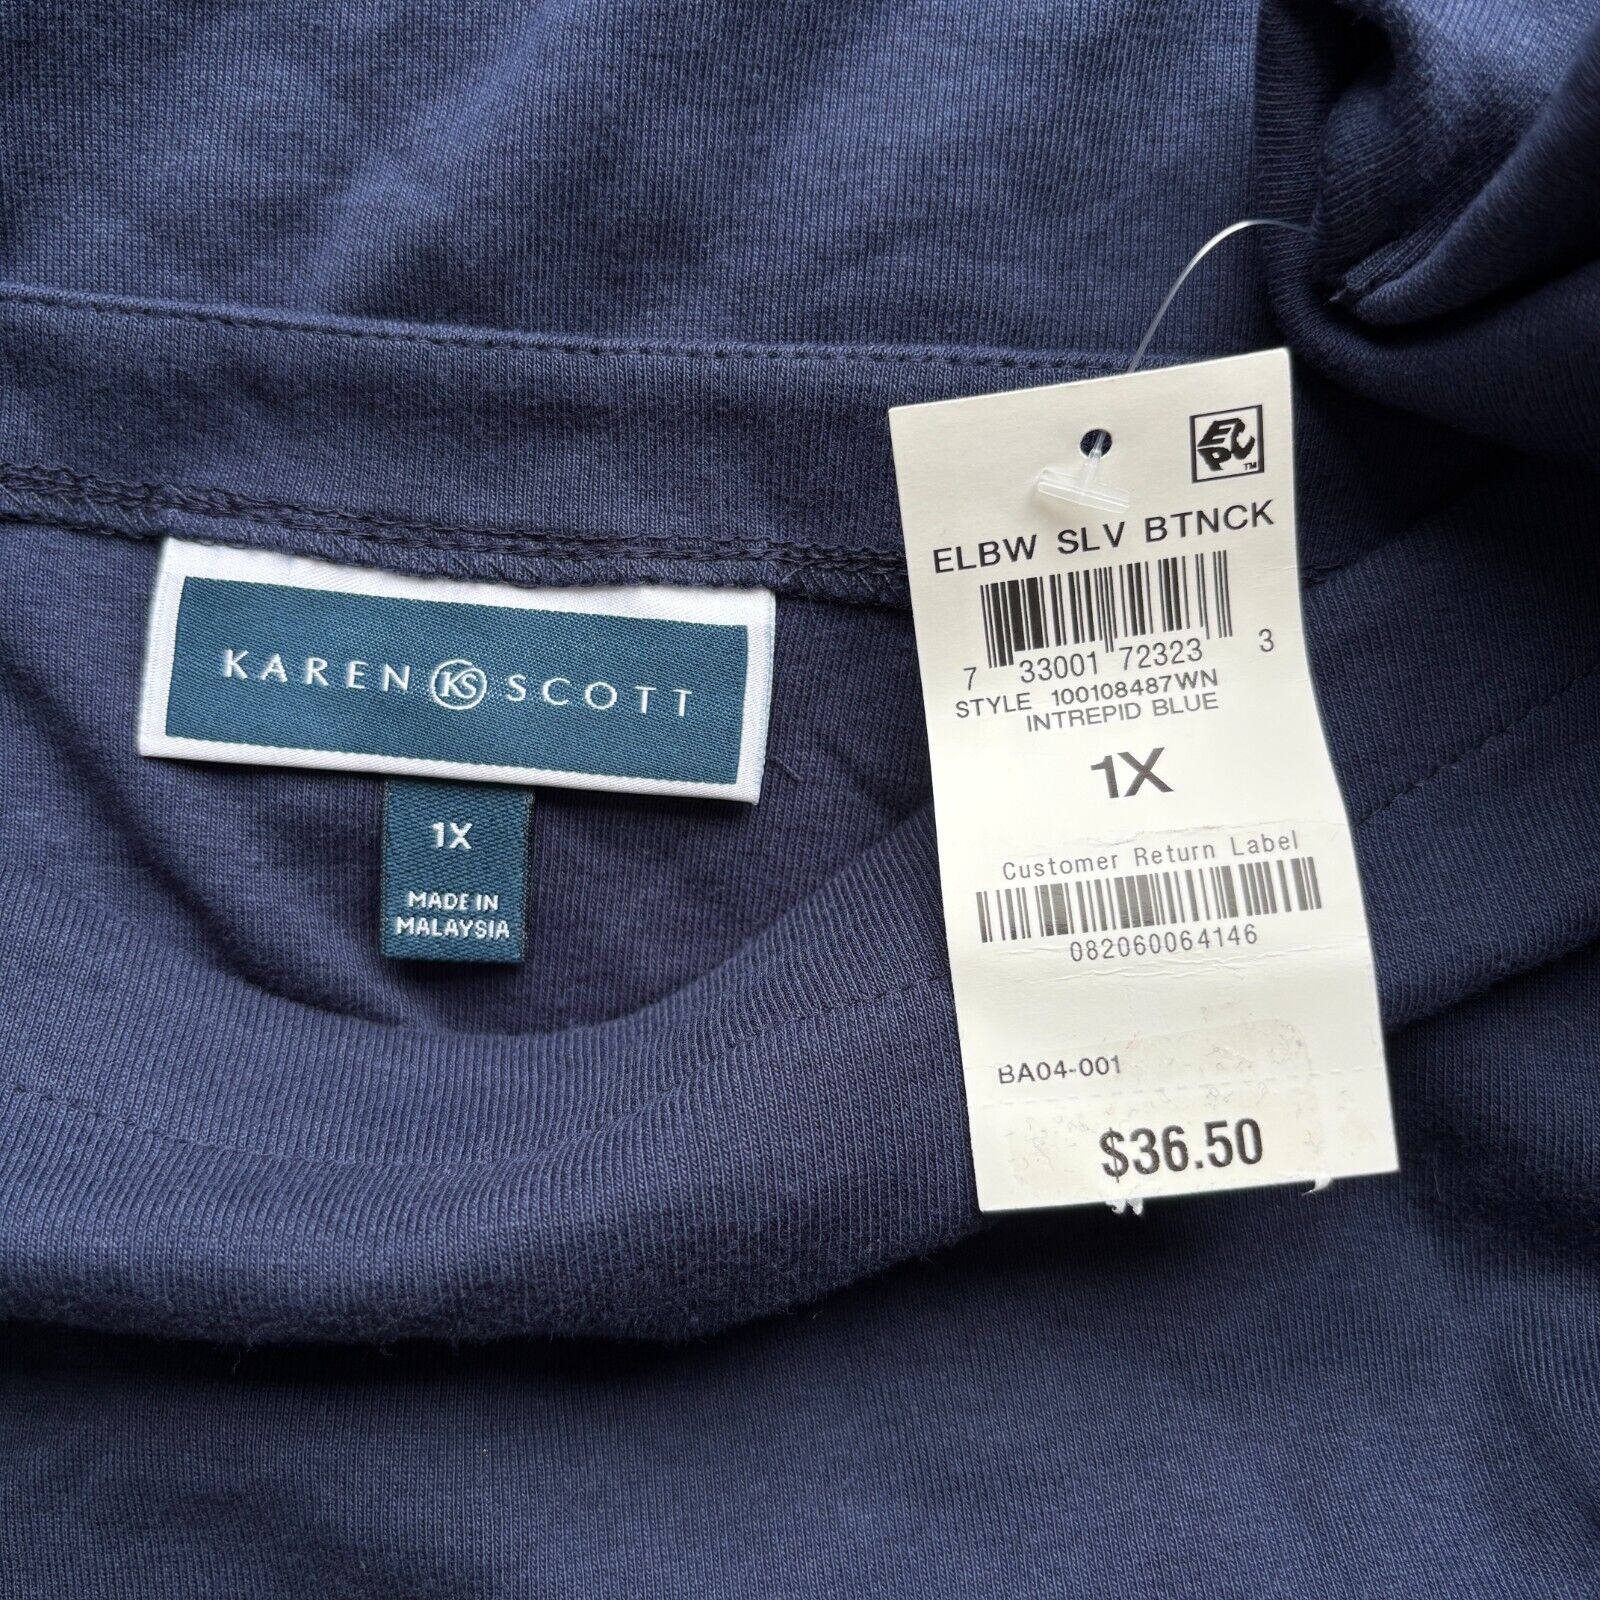 KAREN KS SCOTT
1X
MADE IN
MALAYSIA
EPC™
ELBW SLV BTNCK
7 33001 72323 3
STYLE 100108487WN
INTREPID BLUE
1X
Customer Return Label
082060064146
BA04-001
$36.50